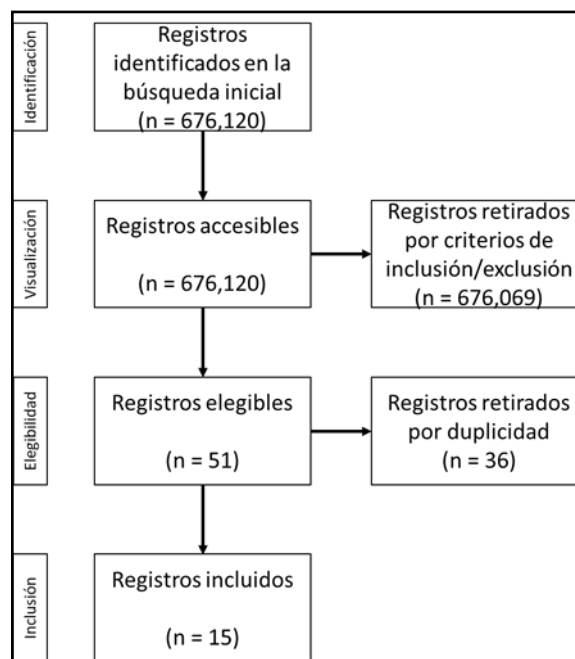 Identificación
Registros
identificados en la
búsqueda inicial
(n = 676,120)
Visualización
Registros accesibles
(n = 676,120)
Registros retirados
por criterios de
inclusión/exclusión
(n = 676,069)
Elegibilidad
Registros elegibles
(n = 51)
Registros retirados
por duplicidad
(n = 36)
Inclusión
Registros incluidos
(n = 15)